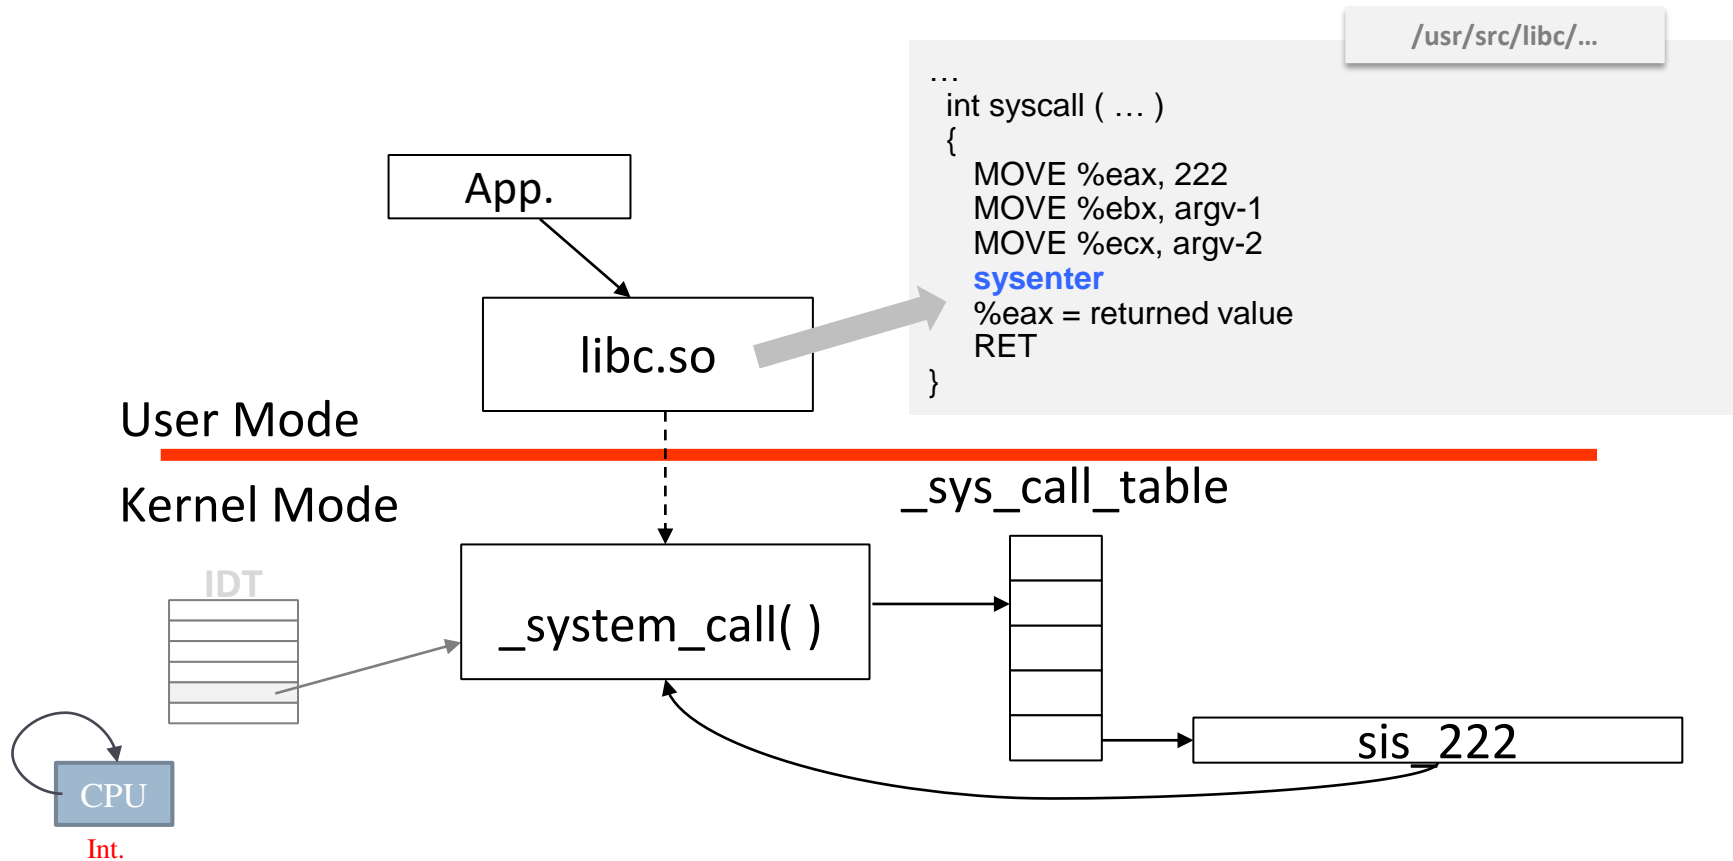 /usr/src/libc/…
…
int syscall ( … )
{
MOVE %eax, 222
MOVE %ebx, argv-1
MOVE %ecx, argv-2
sysenter
%eax = returned value
RET
}
App.
libc.so
User Mode
Kernel Mode
_sys_call_table
IDT
_system_call( )
sis_222
CPU
Int.